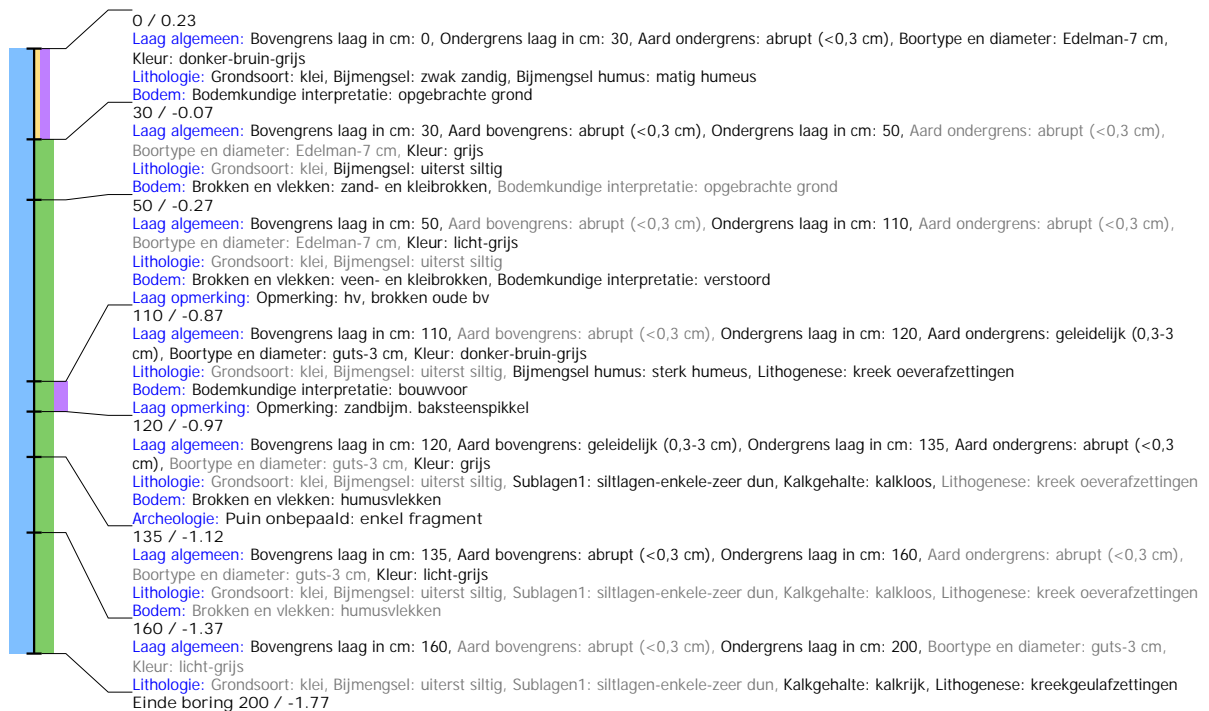 0 / 0.23
Laag algemeen: Bovengrens laag in cm: 0, Ondergrens laag in cm: 30, Aard ondergrens: abrupt (<0,3 cm), Boortype en diameter: Edelman-7 cm,
Kleur: donker-bruin-grijs
Lithologie: Grondsoort: klei, Bijmengsel: zwak zandig, Bijmengsel humus: matig humeus
Bodem: Bodemkundige interpretatie: opgebrachte grond
30 / -0.07
Laag algemeen: Bovengrens laag in cm: 30, Aard bovengrens: abrupt (<0,3 cm), Ondergrens laag in cm: 50, Aard ondergrens: abrupt (<0,3 cm),
Boortype en diameter: Edelman-7 cm, Kleur: grijs
Lithologie: Grondsoort: klei, Bijmengsel: uiterst siltig
Bodem: Brokken en vlekken: zand- en kleibrokken, Bodemkundige interpretatie: opgebrachte grond
50 / -0.27
Laag algemeen: Bovengrens laag in cm: 50, Aard bovengrens: abrupt (<0,3 cm), Ondergrens laag in cm: 110, Aard ondergrens: abrupt (<0,3 cm),
Boortype en diameter: Edelman-7 cm, Kleur: licht-grijs
Lithologie: Grondsoort: klei, Bijmengsel: uiterst siltig
Bodem: Brokken en vlekken: veen- en kleibrokken, Bodemkundige interpretatie: verstoord
Laag opmerking: Opmerking: hv, brokken oude bv
110 / -0.87
Laag algemeen: Bovengrens laag in cm: 110, Aard bovengrens: abrupt (<0,3 cm), Ondergrens laag in cm: 120, Aard ondergrens: geleidelijk (0,3-3
cm), Boortype en diameter: guts-3 cm, Kleur: donker-bruin-grijs
Lithologie: Grondsoort: klei, Bijmengsel: uiterst siltig, Bijmengsel humus: sterk humeus, Lithogenese: kreek oeverafzettingen
Bodem: Bodemkundige interpretatie: bouwvoor
Laag opmerking: Opmerking: zandbijm. baksteenspikkel
120 / -0.97
Laag algemeen: Bovengrens laag in cm: 120, Aard bovengrens: geleidelijk (0,3-3 cm), Ondergrens laag in cm: 135, Aard ondergrens: abrupt (<0,3
cm), Boortype en diameter: guts-3 cm, Kleur: grijs
Lithologie: Grondsoort: klei, Bijmengsel: uiterst siltig, Sublagen1: siltlagen-enkele-zeer dun, Kalkgehalte: kalkloos, Lithogenese: kreek oeverafzettingen
Bodem: Brokken en vlekken: humusvlekken
Archeologie: Puin onbepaald: enkel fragment
135 / -1.12
Laag algemeen: Bovengrens laag in cm: 135, Aard bovengrens: abrupt (<0,3 cm), Ondergrens laag in cm: 160, Aard ondergrens: abrupt (<0,3 cm),
Boortype en diameter: guts-3 cm, Kleur: licht-grijs
Lithologie: Grondsoort: klei, Bijmengsel: uiterst siltig, Sublagen1: siltlagen-enkele-zeer dun, Kalkgehalte: kalkloos, Lithogenese: kreek oeverafzettingen
Bodem: Brokken en vlekken: humusvlekken
160 / -1.37
Laag algemeen: Bovengrens laag in cm: 160, Aard bovengrens: abrupt (<0,3 cm), Ondergrens laag in cm: 200, Boortype en diameter: guts-3 cm,
Kleur: licht-grijs
Lithologie: Grondsoort: klei, Bijmengsel: uiterst siltig, Sublagen1: siltlagen-enkele-zeer dun, Kalkgehalte: kalkrijk, Lithogenese: kreekgeulafzettingen
Einde boring 200 / -1.77